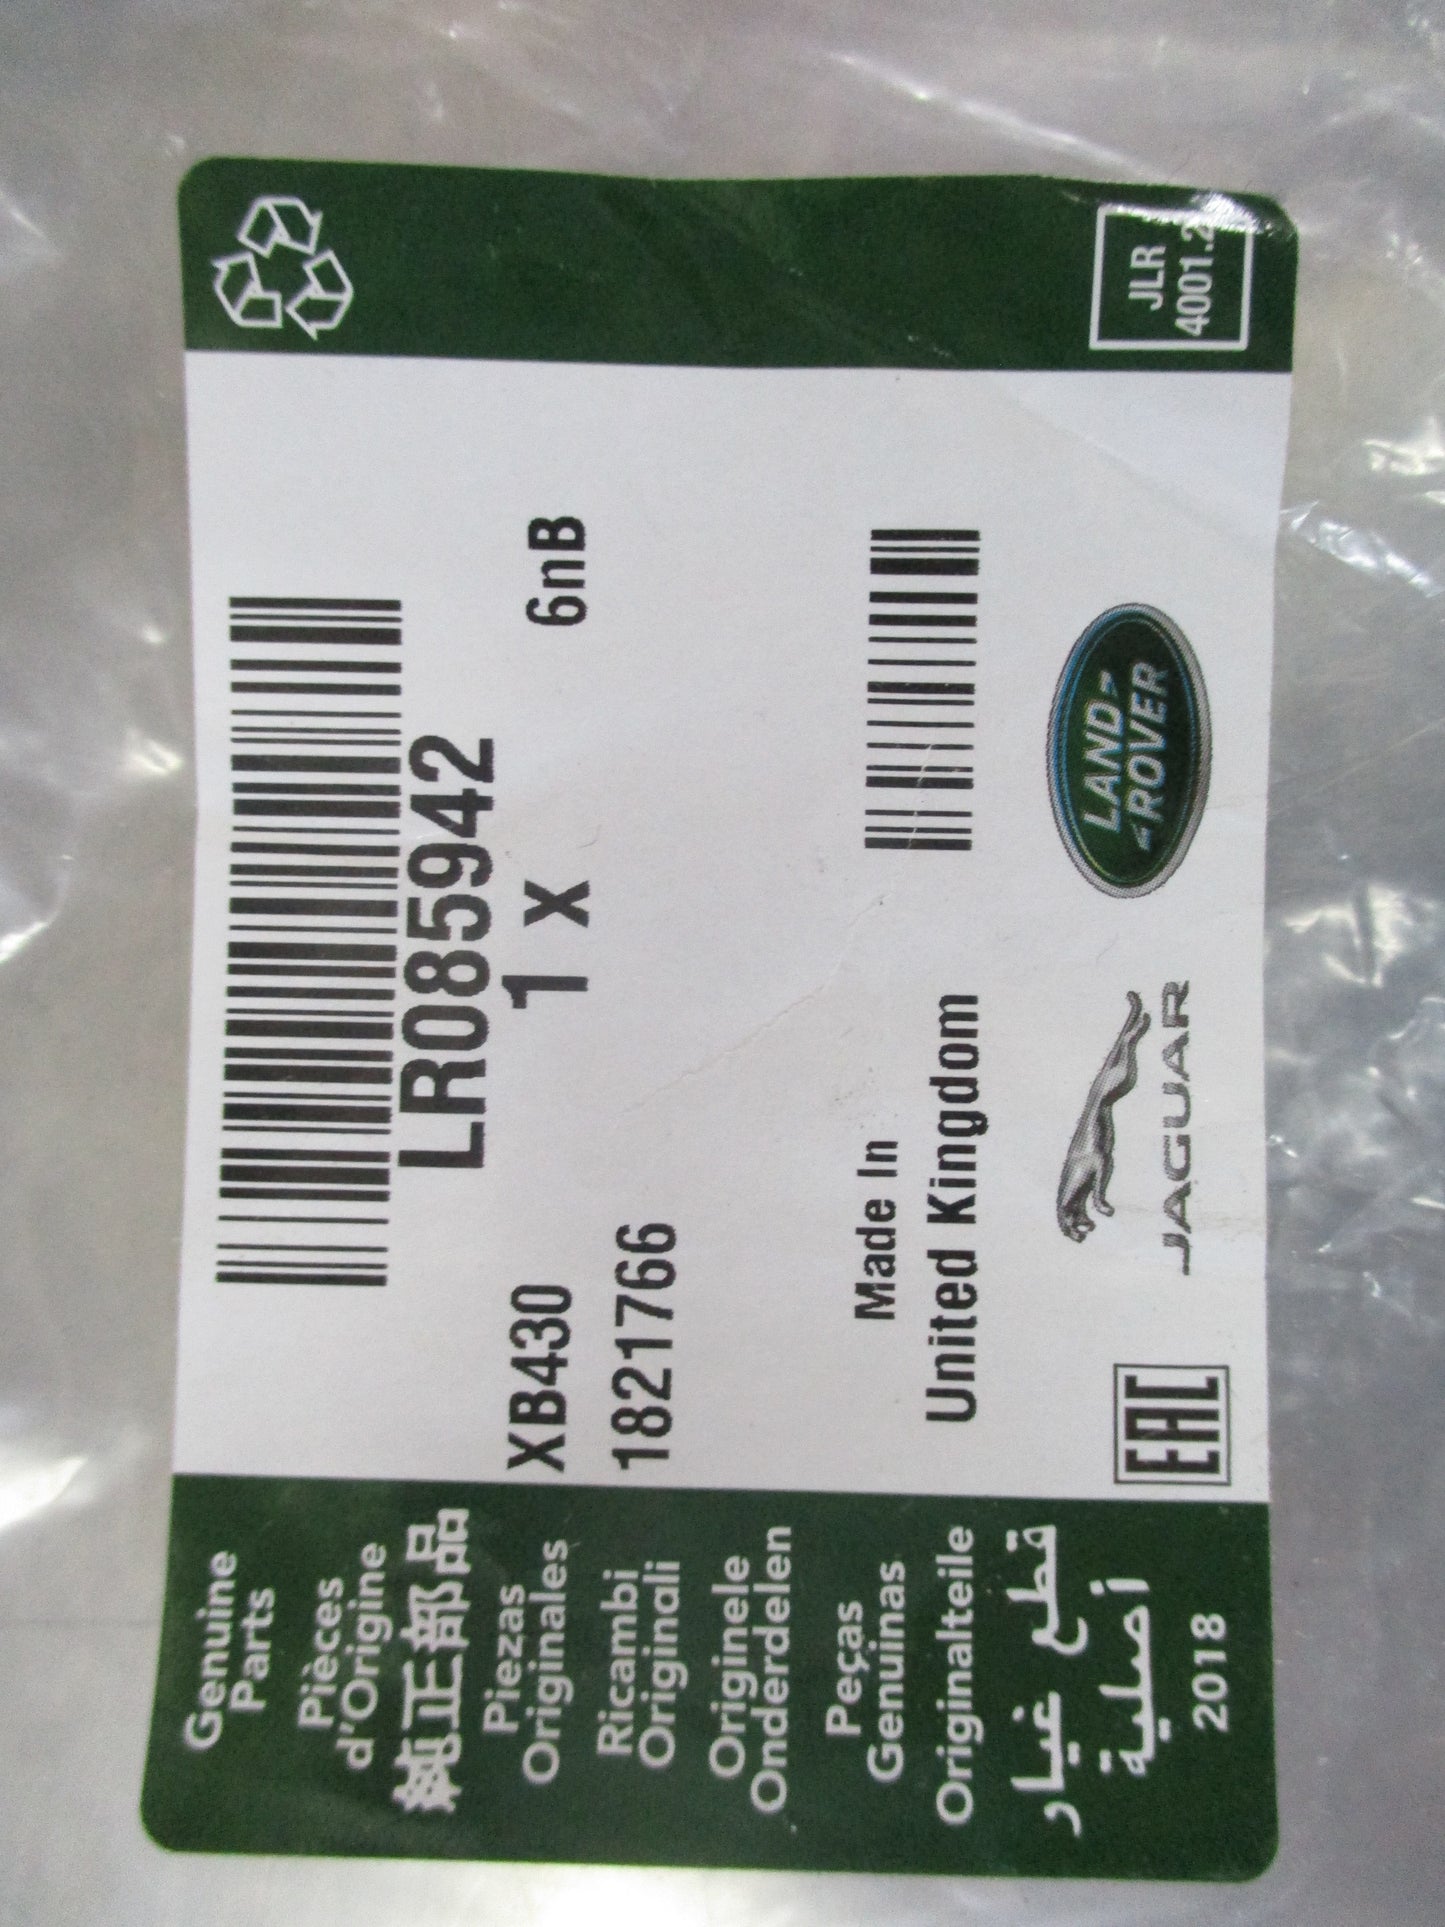 Genuine
Parts
Pièces
d'Origine
純正部品
Piezas
Originales
Ricambi
Originali
Originele
Onderdelen
Peças
Genuinas
Originalteile
قطع غيار
أصلية
2018
LR085942
XB430
1 x
6nB
1821766
Made In
United Kingdom
EAC
JAGUAR
LAND
ROVER
JLR